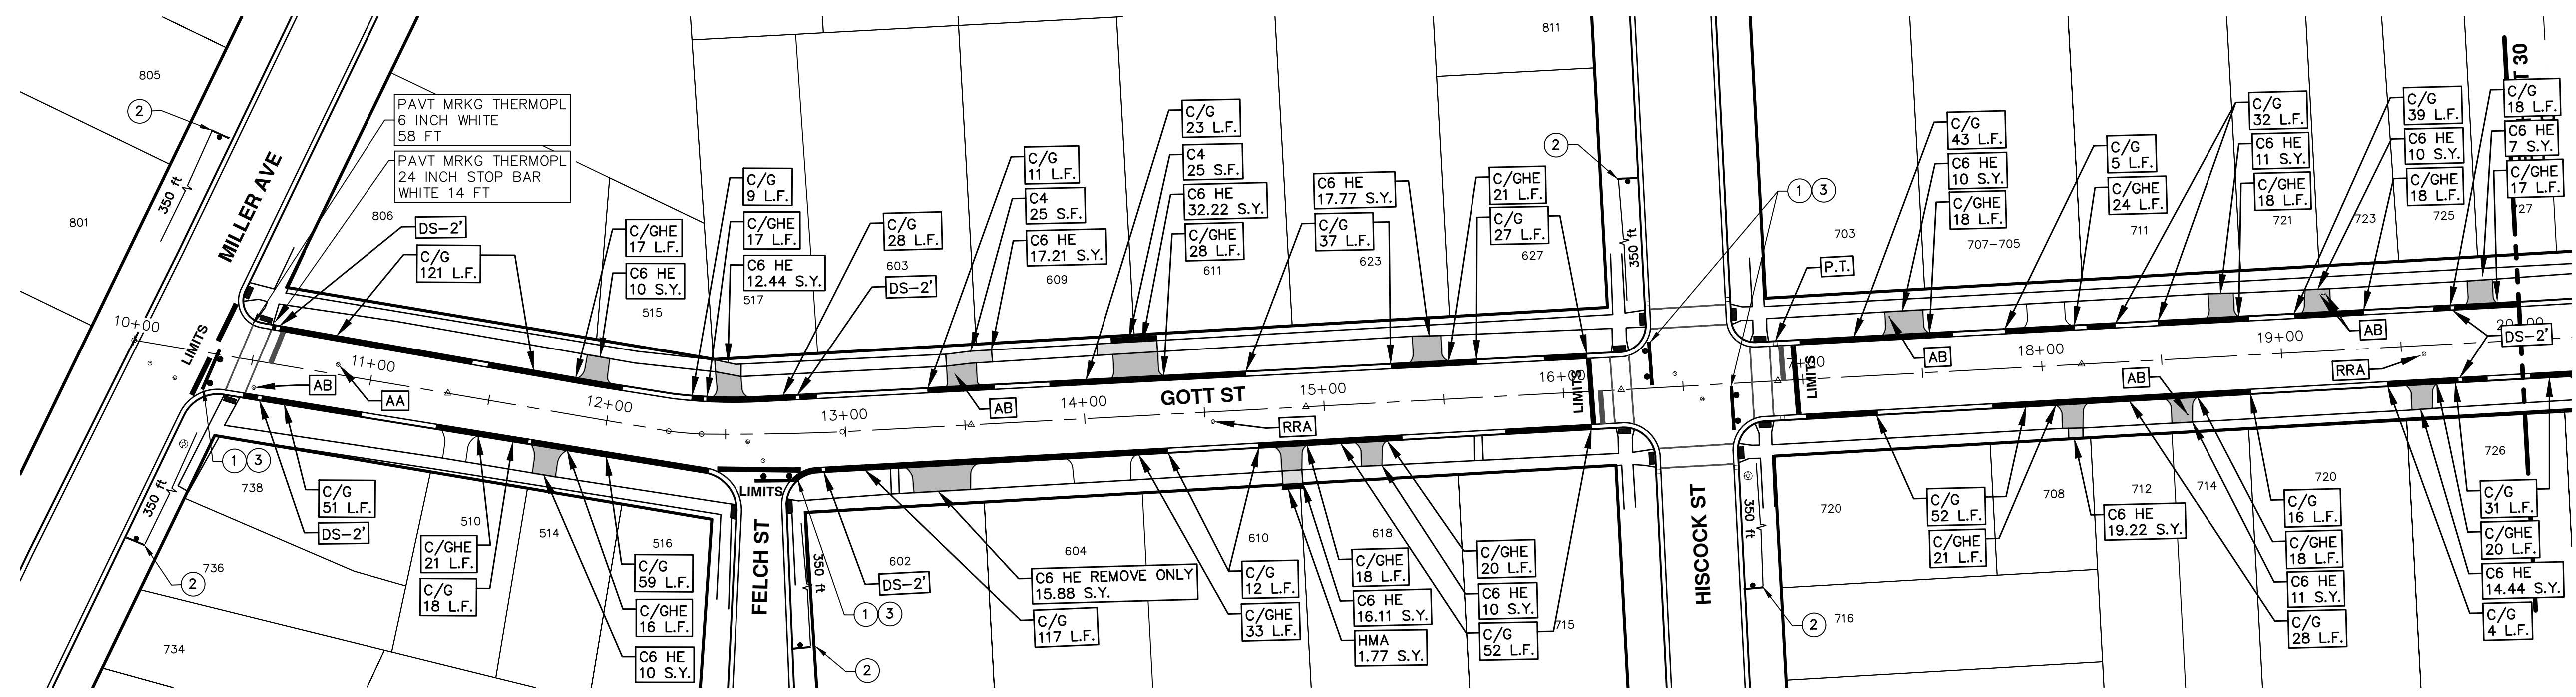 805
2
350 ft
MILLER AVE
801
PAVT MRKG THERMOPL
6 INCH WHITE
58 FT
PAVT MRKG THERMOPL
24 INCH STOP BAR
WHITE 14 FT
806
DS-2'
C/G
121 L.F.
C/GHE
17 L.F.
C6 HE
10 S.Y.
515
C/G
9 L.F.
C/GHE
17 L.F.
C6 HE
12.44 S.Y.
517
C/G
28 L.F.
603
DS-2'
C/G
11 L.F.
C4
25 S.F.
C6 HE
17.21 S.Y.
609
C/G
23 L.F.
C4
25 S.F.
C6 HE
32.22 S.Y.
C/GHE
28 L.F.
611
C6 HE
17.77 S.Y.
C/G
37 L.F.
623
C/GHE
21 L.F.
C/G
27 L.F.
627
811
2
350 ft
1
3
P.T.
703
C/G
43 L.F.
C6 HE
10 S.Y.
C/GHE
18 L.F.
707-705
C/G
5 L.F.
C/GHE
24 L.F.
711
C/G
32 L.F.
C6 HE
11 S.Y.
C/GHE
18 L.F.
721
723
C/G
39 L.F.
C6 HE
10 S.Y.
C/GHE
18 L.F.
725
T 30
C/G
18 L.F.
C6 HE
7 S.Y.
C/GHE
17 L.F.
727
10+00
LIMITS
11+00
AB
AA
12+00
13+00
AB
14+00
GOTT ST
RRA
15+00
16+00
LIMITS
7+00
LIMITS
AB
18+00
AB
19+00
AB
RRA
DS-2'
1
3
738
350 ft
2
736
734
C/G
51 L.F.
DS-2'
510
C/GHE
21 L.F.
C/G
18 L.F.
514
516
C/G
59 L.F.
C/GHE
16 L.F.
C6 HE
10 S.Y.
LIMITS
FELCH ST
350 ft
1
3
2
602
DS-2'
604
C6 HE REMOVE ONLY
15.88 S.Y.
C/G
117 L.F.
610
C/G
12 L.F.
C/GHE
33 L.F.
618
C/GHE
18 L.F.
C6 HE
16.11 S.Y.
HMA
1.77 S.Y.
C/GHE
20 L.F.
C6 HE
10 S.Y.
C/G
52 L.F.
715
HISCOCK ST
350 ft
2
716
720
C/G
52 L.F.
C/GHE
21 L.F.
708
712
C6 HE
19.22 S.Y.
714
720
C/G
16 L.F.
C/GHE
18 L.F.
C6 HE
11 S.Y.
C/G
28 L.F.
726
C/G
31 L.F.
C/GHE
20 L.F.
C6 HE
14.44 S.Y.
C/G
4 L.F.